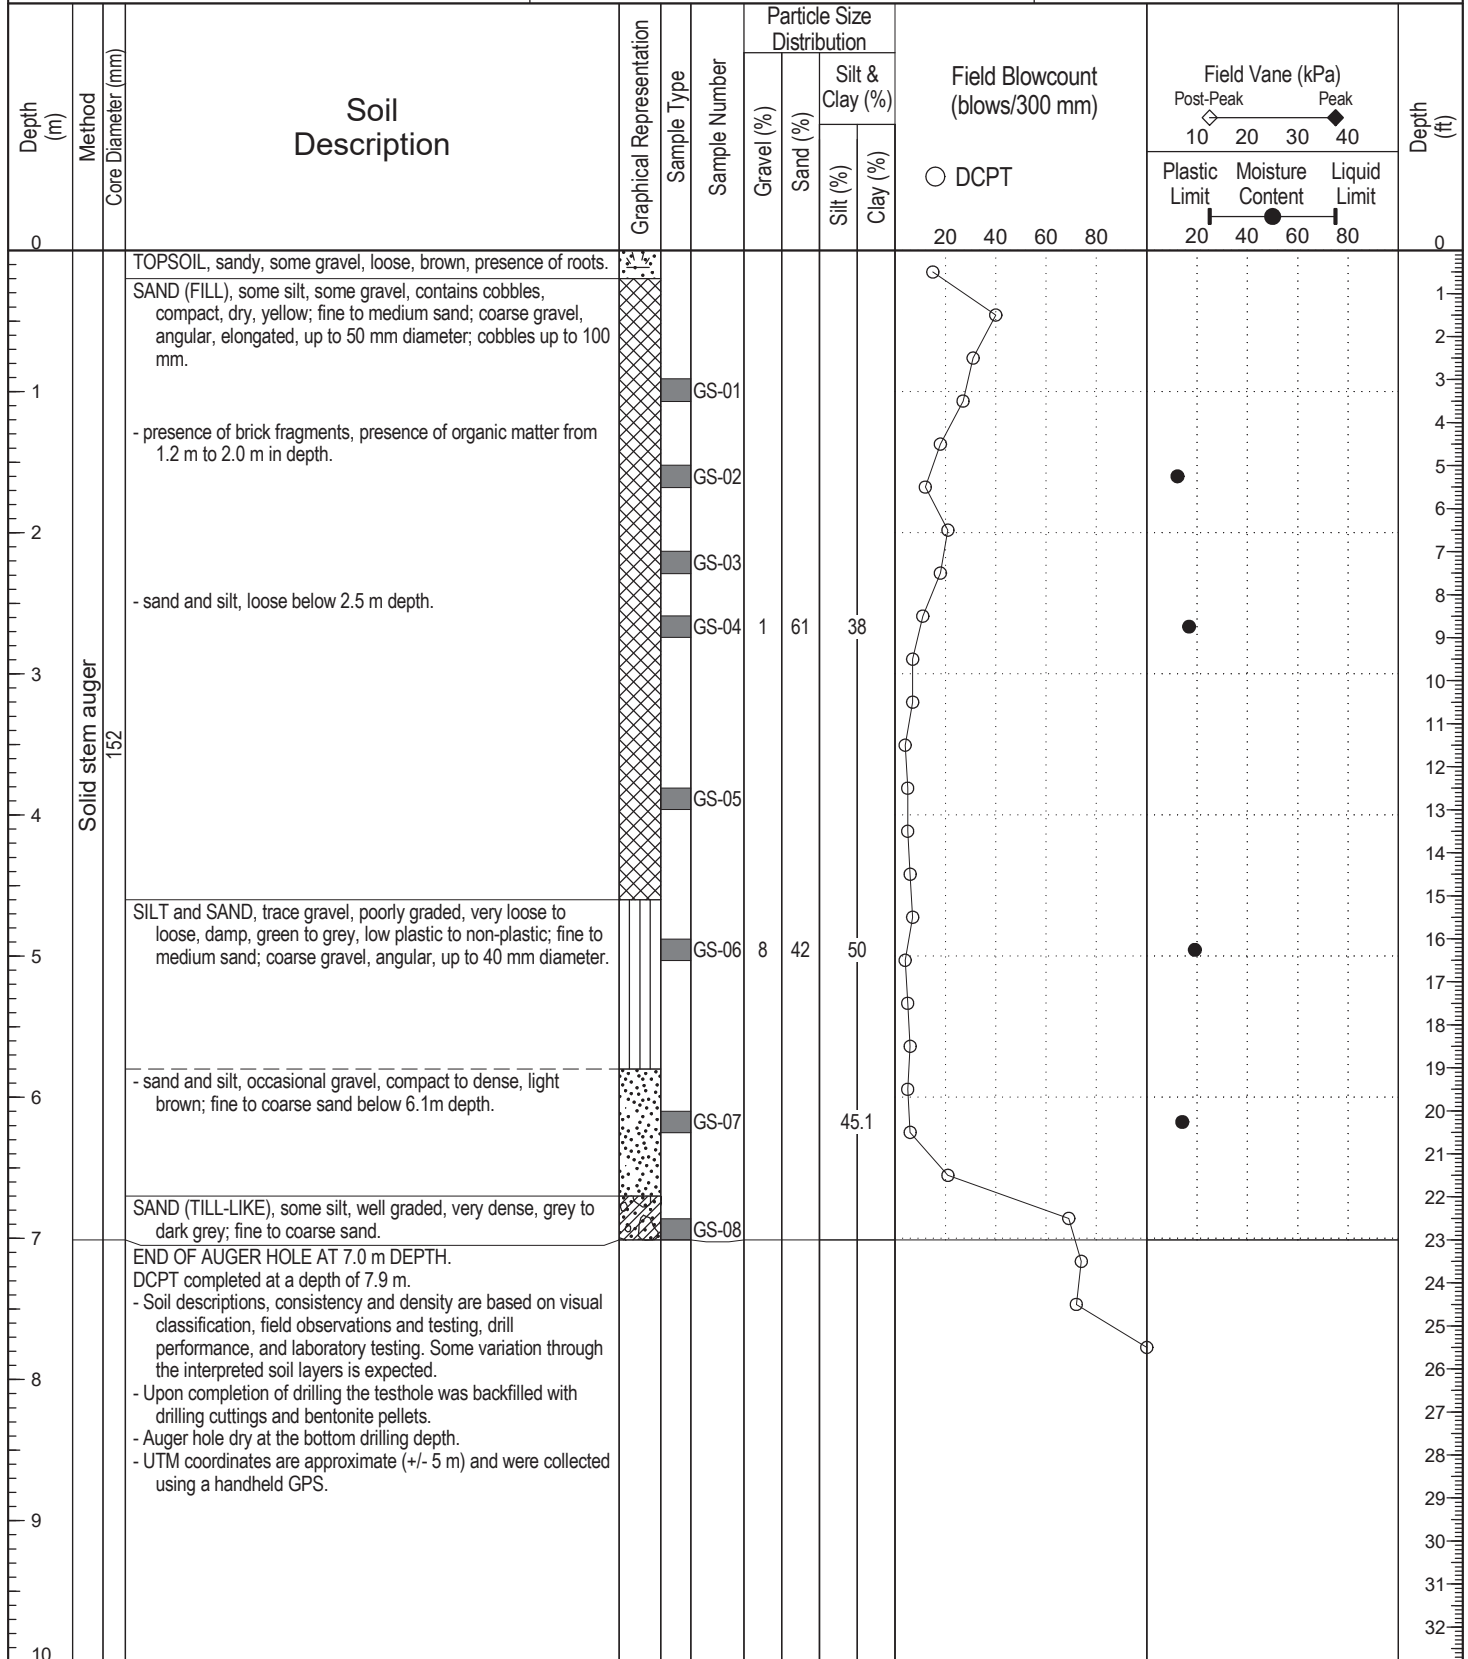 Depth
(m)
Method
Core Diameter (mm)
Soil
Description
Graphical Representation
Sample Type
Sample Number
Particle Size
Distribution
Gravel (%)
Sand (%)
Silt &
Clay (%)
Silt (%)
Clay (%)
Field Blowcount
(blows/300 mm)
DCPT
20 40 60 80
Field Vane (kPa)
Post-Peak Peak
10 20 30 40
Plastic Moisture Liquid
Limit Content Limit
20 40 60 80
Depth
(ft)
0
0
TOPSOIL, sandy, some gravel, loose, brown, presence of roots.
SAND (FILL), some silt, some gravel, contains cobbles,
compact, dry, yellow; fine to medium sand; coarse gravel,
angular, elongated, up to 50 mm diameter; cobbles up to 100
mm.
GS-01
- presence of brick fragments, presence of organic matter from
1.2 m to 2.0 m in depth.
GS-02
GS-03
- sand and silt, loose below 2.5 m depth.
GS-04 1 61 38
Solid stem auger
152
GS-05
SILT and SAND, trace gravel, poorly graded, very loose to
loose, damp, green to grey, low plastic to non-plastic; fine to
medium sand; coarse gravel, angular, up to 40 mm diameter.
GS-06 8 42 50
- sand and silt, occasional gravel, compact to dense, light
brown; fine to coarse sand below 6.1m depth.
GS-07 45.1
SAND (TILL-LIKE), some silt, well graded, very dense, grey to
dark grey; fine to coarse sand.
GS-08
END OF AUGER HOLE AT 7.0 m DEPTH.
DCPT completed at a depth of 7.9 m.
- Soil descriptions, consistency and density are based on visual
classification, field observations and testing, drill
performance, and laboratory testing. Some variation through
the interpreted soil layers is expected.
- Upon completion of drilling the testhole was backfilled with
drilling cuttings and bentonite pellets.
- Auger hole dry at the bottom drilling depth.
- UTM coordinates are approximate (+/- 5 m) and were collected
using a handheld GPS.
1
2
3
4
5
6
7
8
9
10
1
2
3
4
5
6
7
8
9
10
11
12
13
14
15
16
17
18
19
20
21
22
23
24
25
26
27
28
29
30
31
32